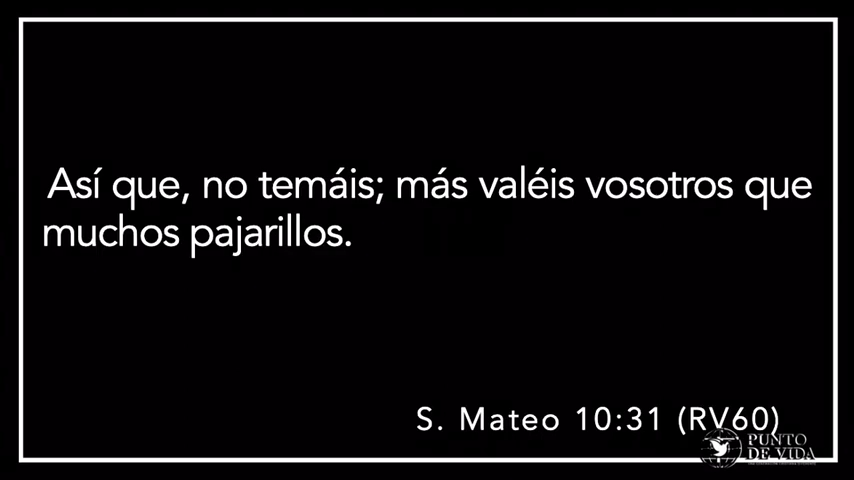 Así que, no temáis; más valéis vosotros que
muchos pajarillos.
S. Mateo 10:31 (RV60)
PUNTO
DE VIDA